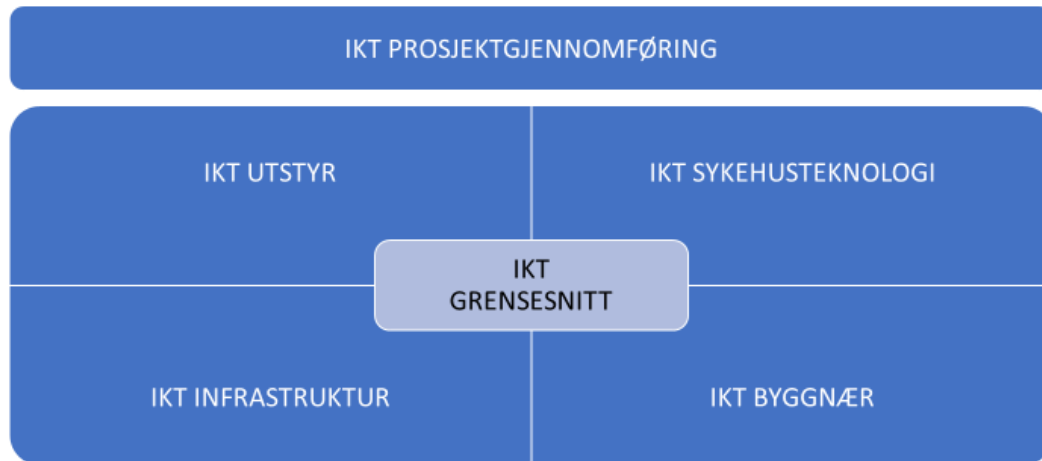 IKT PROSJEKTGJENNOMFØRING
IKT UTSTYR
IKT SYKEHUSTEKNOLOGI
IKT
GRENSESNITT
IKT INFRASTRUKTUR
IKT BYGGNÆR